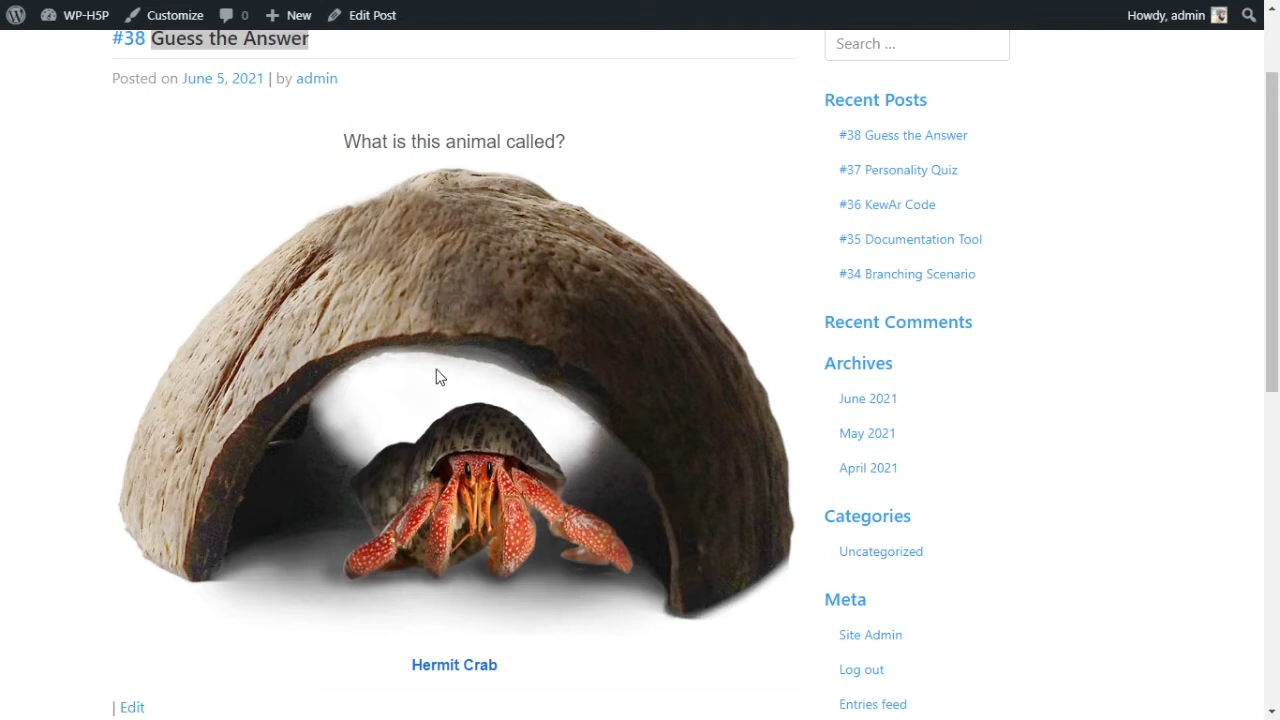 WP-H5P Customize 0 New Edit Post Howdy, admin
#38 Guess the Answer
Posted on June 5, 2021 | by admin
What is this animal called?
Hermit Crab
| Edit
Search ...
Recent Posts
#38 Guess the Answer
#37 Personality Quiz
#36 KewAr Code
#35 Documentation Tool
#34 Branching Scenario
Recent Comments
Archives
June 2021
May 2021
April 2021
Categories
Uncategorized
Meta
Site Admin
Log out
Entries feed